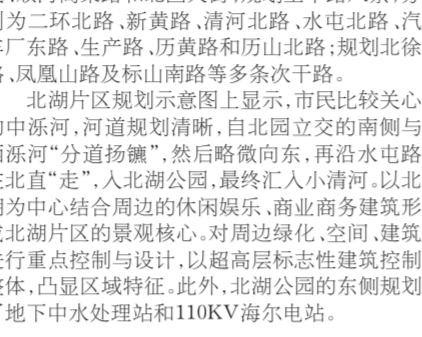 为二环北路、新黄路、清河北路、水屯北路、汽
厂东路、生产路、历黄路和历山北路；规划北徐
、凤凰山路及标山南路等多条次干路。
北湖片区规划示意图上显示，市民比较关心
中泺河，河道规划清晰，自北园立交的南侧与
泺河“分道扬镳”，然后略微向东，再沿水屯路
北直“走”，入北湖公园，最终汇入小清河。以北
为中心结合周边的休闲娱乐、商业商务建筑形
北湖片区的景观核心。对周边绿化、空间、建筑
行重点控制与设计，以超高层标志性建筑控制
体，凸显区域特征。此外，北湖公园的东侧规划
地下中水处理站和110KV海尔电站。